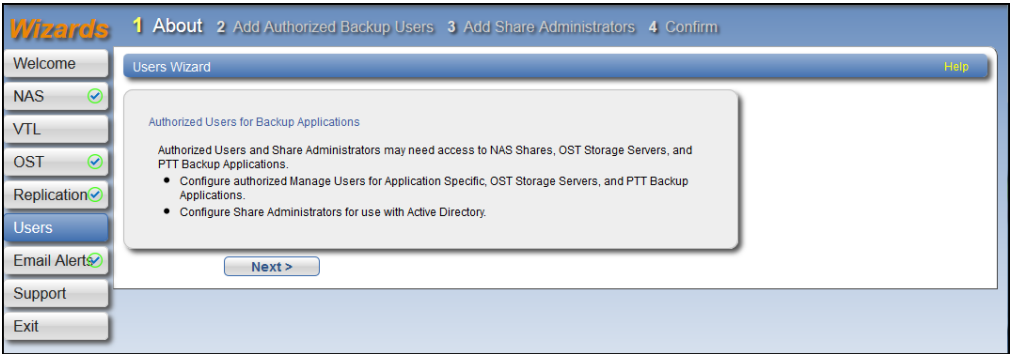 Wizards
1 About 2 Add Authorized Backup Users 3 Add Share Administrators 4 Confirm
Welcome
NAS
VTL
OST
Replication
Users
Email Alerts
Support
Exit
Users Wizard
Help
Authorized Users for Backup Applications
Authorized Users and Share Administrators may need access to NAS Shares, OST Storage Servers, and
PTT Backup Applications.
Configure authorized Manage Users for Application Specific, OST Storage Servers, and PTT Backup
Applications.
Configure Share Administrators for use with Active Directory.
Next >